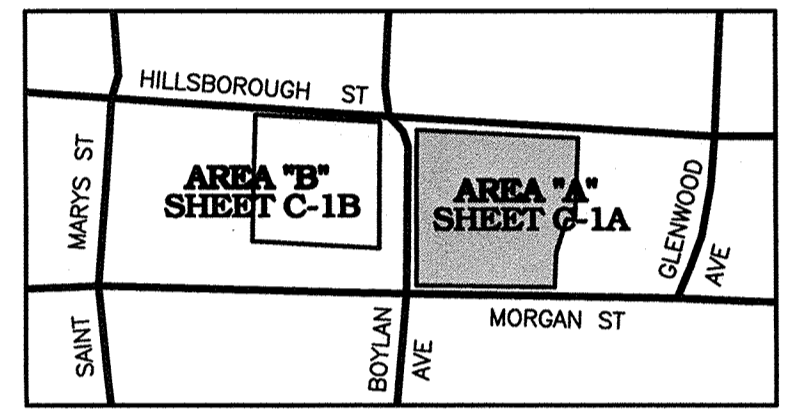 HILLSBOROUGH ST
MARYS ST
SAINT
AREA "B"
SHEET C-1B
AREA "A"
SHEET C-1A
GLENWOOD
AVE
BOYLAN
AVE
MORGAN ST